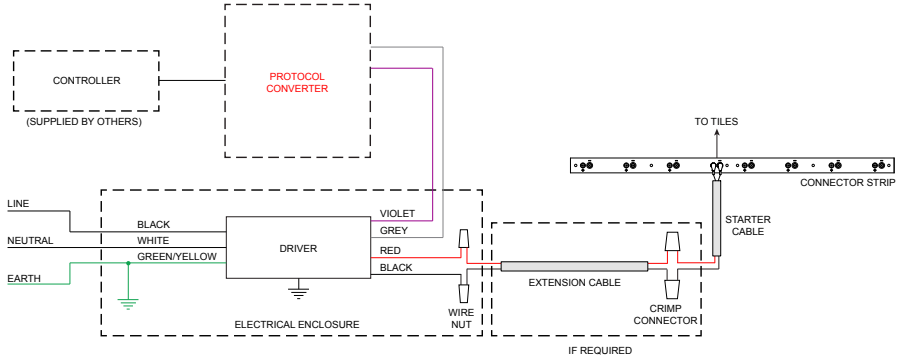 CONTROLLER
(SUPPLIED BY OTHERS)
PROTOCOL
CONVERTER
TO TILES
CONNECTOR STRIP
STARTER
CABLE
LINE
NEUTRAL
EARTH
BLACK
WHITE
GREEN/YELLOW
DRIVER
VIOLET
GREY
RED
BLACK
WIRE
NUT
ELECTRICAL ENCLOSURE
EXTENSION CABLE
CRIMP
CONNECTOR
IF REQUIRED